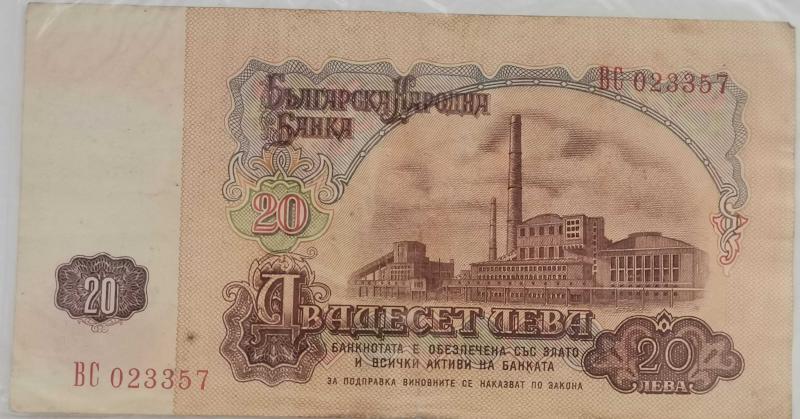 БЪЛГАРСКА НАРОДНА
БАНКА
ВС 023357
20
20
ДВАДЕСЕТ ЛЕВА
БАНКНОТАТА Е ОБЕЗПЕЧЕНА СЪС ЗЛАТО
И ВСИЧКИ АКТИВИ НА БАНКАТА
ЗА ПОДПРАВКА ВИНОВНИТЕ СЕ НАКАЗВАТ ПО ЗАКОНА
20
ЛЕВА
ВС 023357